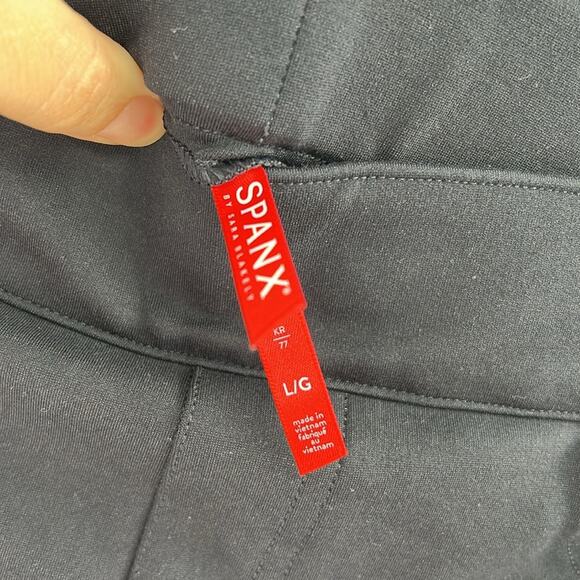 SPANX®
BY SARA BLAKELY
KR
77
L/G
made in
vietnam
fabriqué
au
vietnam